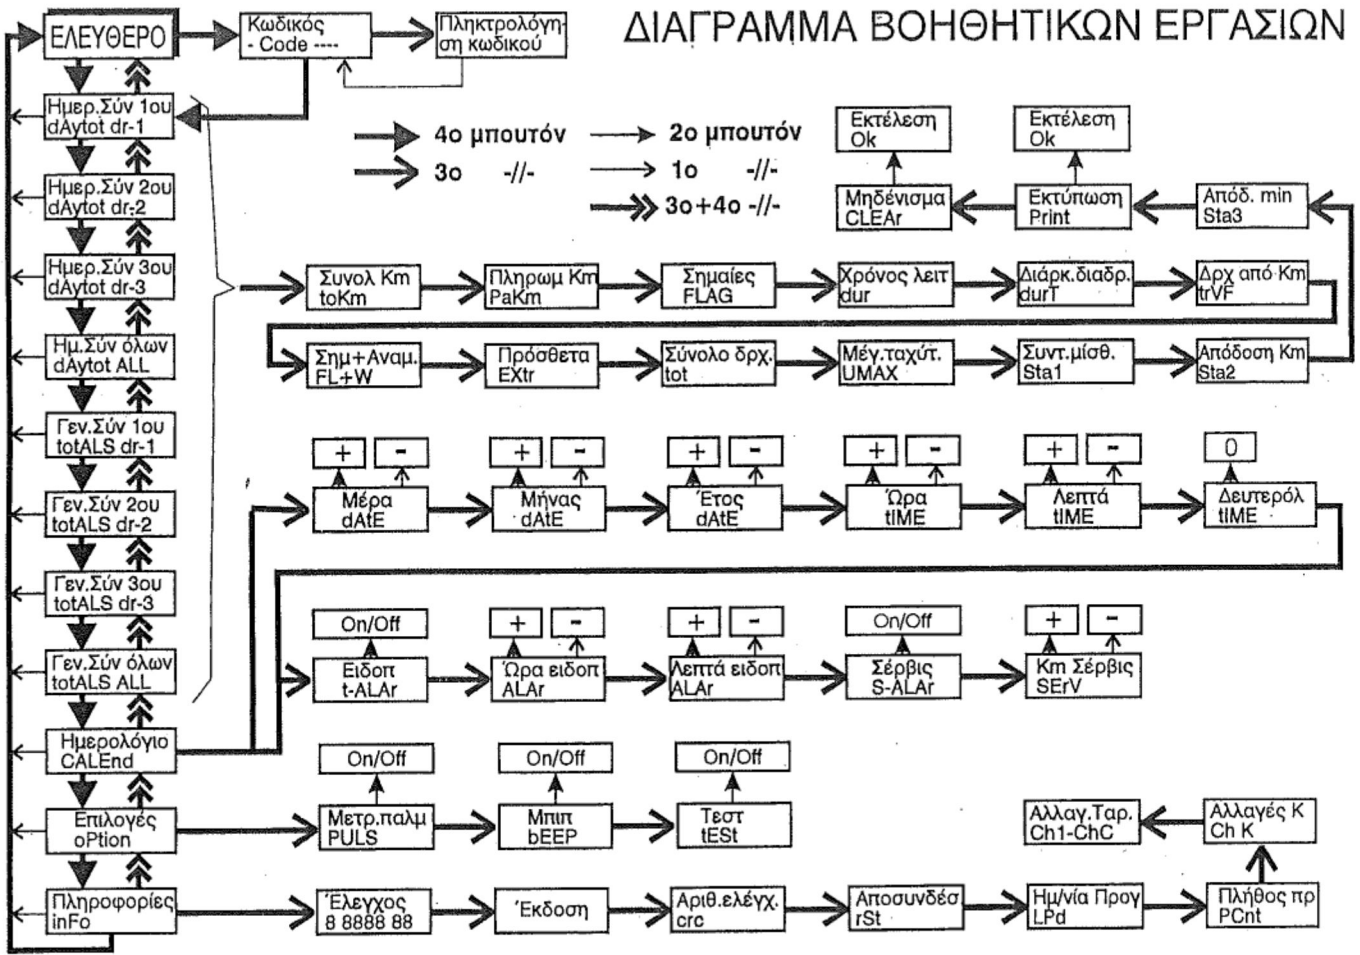 ΔΙΑΓΡΑΜΜΑ ΒΟΗΘΗΤΙΚΩΝ ΕΡΓΑΣΙΩΝ
ΕΛΕΥΘΕΡΟ
Κωδικός
- Code ----
Πληκτρολόγη-
ση κωδικού
4ο μπουτόν
2ο μπουτόν
3ο -//-
1ο -//-
3ο+4ο -//-
Ημερ.Σύν 1ου
dAytot dr-1
Ημερ.Σύν 2ου
dAytot dr-2
Ημερ.Σύν 3ου
dAytot dr-3
Ημ.Σύν όλων
dAytot ALL
Γεν.Σύν 1ου
totALS dr-1
Γεν.Σύν 2ου
totALS dr-2
Γεν.Σύν 3ου
totALS dr-3
Γεν.Σύν όλων
totALS ALL
Ημερολόγιο
CALEnd
Επιλογές
oPtion
Πληροφορίες
inFo
Εκτέλεση
Ok
Εκτέλεση
Ok
Μηδένισμα
CLEAr
Εκτύπωση
Print
Απόδ. min
Sta3
Συνολ Km
toKm
Πληρωμ Km
PaKm
Σημαίες
FLAG
Χρόνος λειτ
dur
Διάρκ.διαδρ.
durT
Δρχ από Km
trVF
Σημ+Αναμ.
FL+W
Πρόσθετα
EXtr
Σύνολο δρχ.
tot
Μέγ.ταχύτ.
UMAX
Συντ.μίσθ.
Sta1
Απόδοση Km
Sta2
+ -
+ -
+ -
+ -
+ -
0
Μέρα
dAtE
Μήνας
dAtE
Έτος
dAtE
Ώρα
tIME
Λεπτά
tIME
Δευτερόλ
tIME
On/Off
+ -
+ -
On/Off
+ -
Ειδοπ
t-ALAr
Ώρα ειδοπ
ALAr
Λεπτά ειδοπ
ALAr
Σέρβις
S-ALAr
Km Σέρβις
SErV
On/Off
On/Off
On/Off
Μετρ.παλμ
PULS
Μπιπ
bEEP
Τεστ
tESt
Αλλαγ.Ταρ.
Ch1-ChC
Αλλαγές Κ
Ch K
Έλεγχος
8 8888 88
Έκδοση
Αριθ.ελέγχ.
crc
Αποσυνδέσ
rSt
Ημ/νία Προγ
LPd
Πλήθος πρ
PCnt